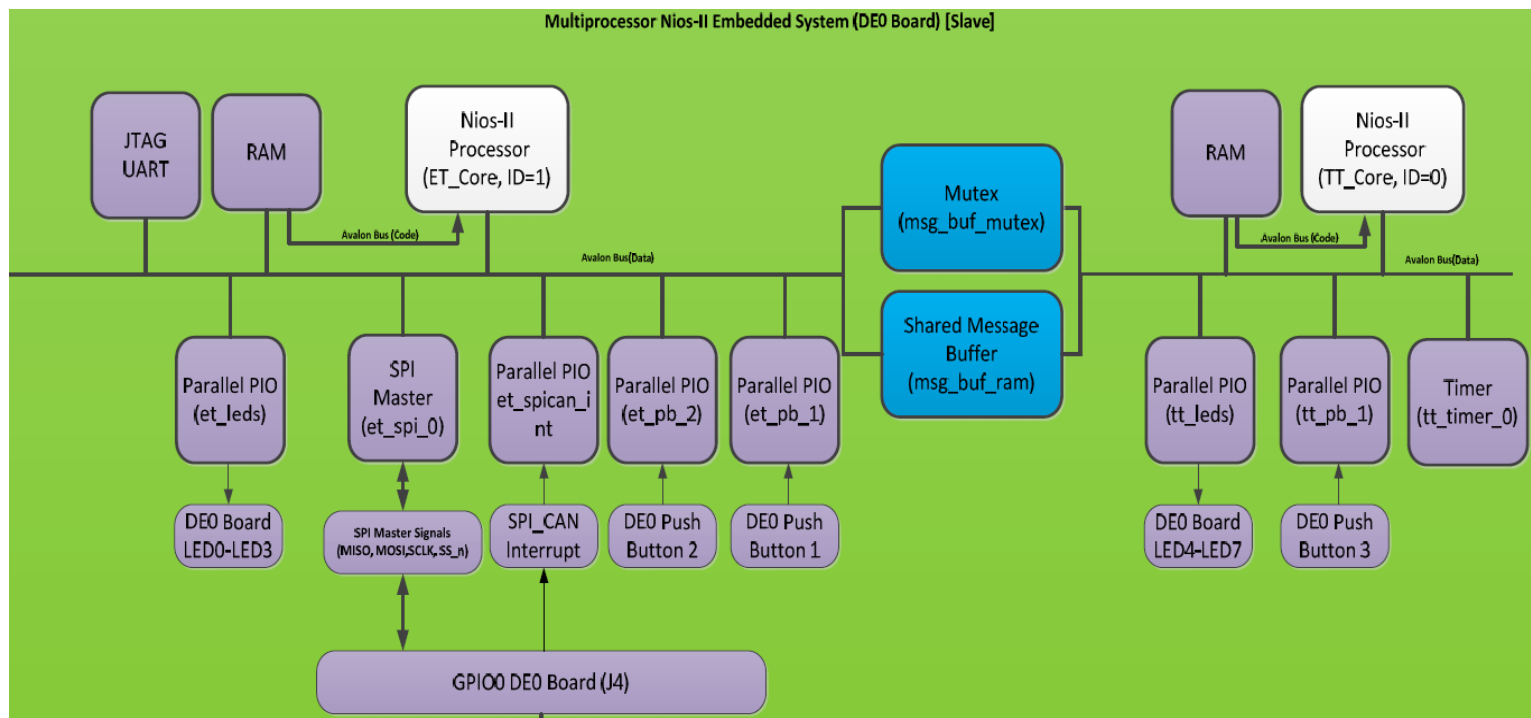 Multiprocessor Nios-II Embedded System (DE0 Board) [Slave]
JTAG
UART
RAM
Nios-II
Processor
(ET_Core, ID=1)
Avalon Bus (Code)
Avalon Bus(Data)
Mutex
(msg_buf_mutex)
Shared Message
Buffer
(msg_buf_ram)
RAM
Nios-II
Processor
(TT_Core, ID=0)
Avalon Bus (Code)
Avalon Bus(Data)
Parallel PIO
(et_leds)
SPI
Master
(et_spi_0)
Parallel PIO
et_spican_i
nt
Parallel PIO
(et_pb_2)
Parallel PIO
(et_pb_1)
Parallel PIO
(tt_leds)
Parallel PIO
(tt_pb_1)
Timer
(tt_timer_0)
DE0 Board
LED0-LED3
SPI Master Signals
(MISO, MOSI,SCLK, SS_n)
SPI_CAN
Interrupt
DE0 Push
Button 2
DE0 Push
Button 1
DE0 Board
LED4-LED7
DE0 Push
Button 3
GPIO0 DE0 Board (J4)